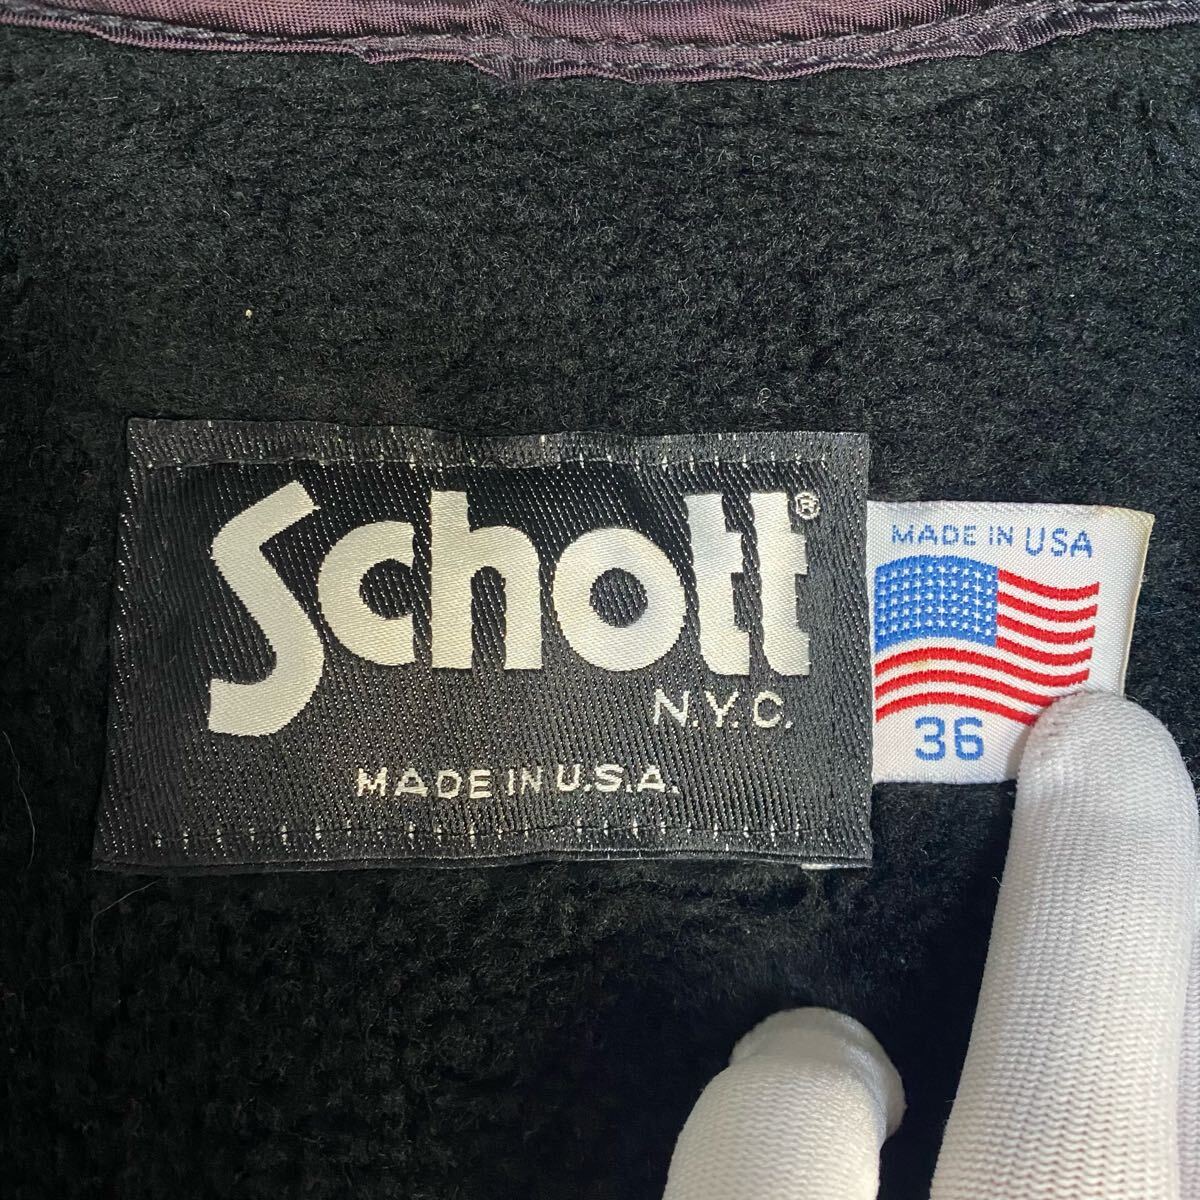 Schott®
N.Y.C.
MADE IN U.S.A.
MADE IN USA
36